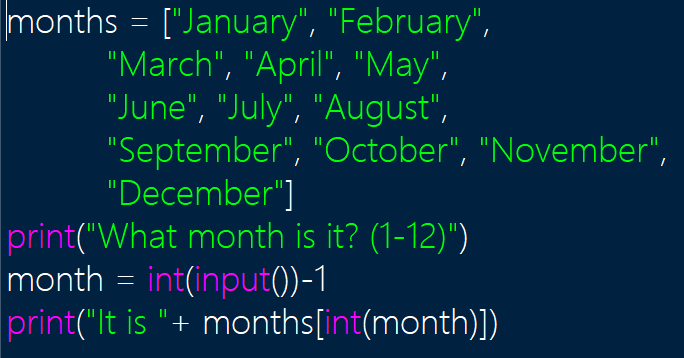 months = ["January", "February",
"March", "April", "May",
"June", "July", "August",
"September", "October", "November",
"December"]
print("What month is it? (1-12)")
month = int(input())-1
print("It is "+ months[int(month)])